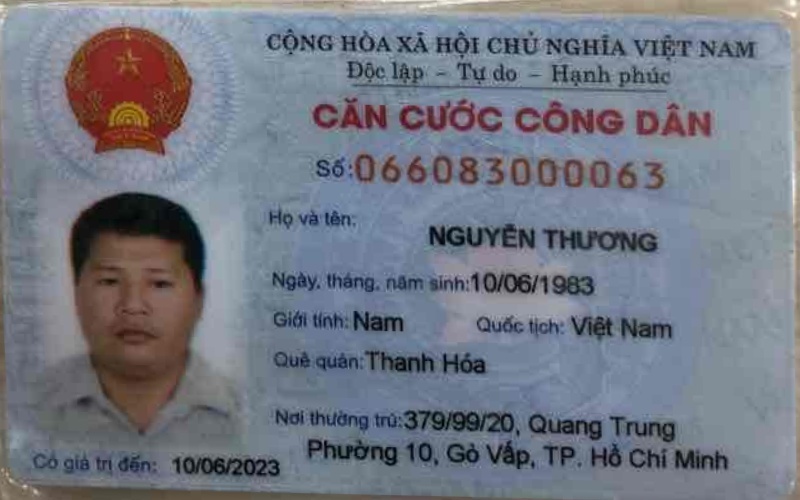 CỘNG HÒA XÃ HỘI CHỦ NGHĨA VIỆT NAM
Độc lập – Tự do – Hạnh phúc
CĂN CƯỚC CÔNG DÂN
Số: 066083000063
Họ và tên:
NGUYỄN THƯƠNG
Ngày, tháng, năm sinh: 10/06/1983
Giới tính: Nam Quốc tịch: Việt Nam
Quê quán: Thanh Hóa
Nơi thường trú: 379/99/20, Quang Trung
Phường 10, Gò Vấp, TP. Hồ Chí Minh
Có giá trị đến: 10/06/2023